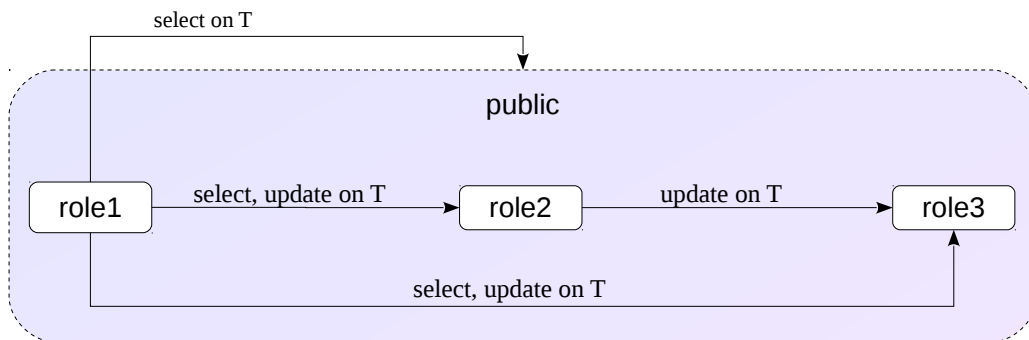 select on T
public
role1
select, update on T
role2
update on T
role3
select, update on T